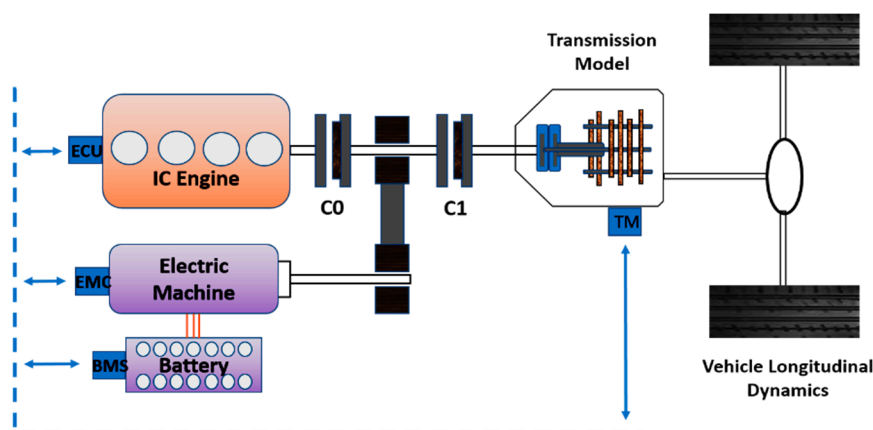 Transmission
Model
ECU
IC Engine
C0
C1
TM
EMC
Electric
Machine
BMS
Battery
Vehicle Longitudinal
Dynamics